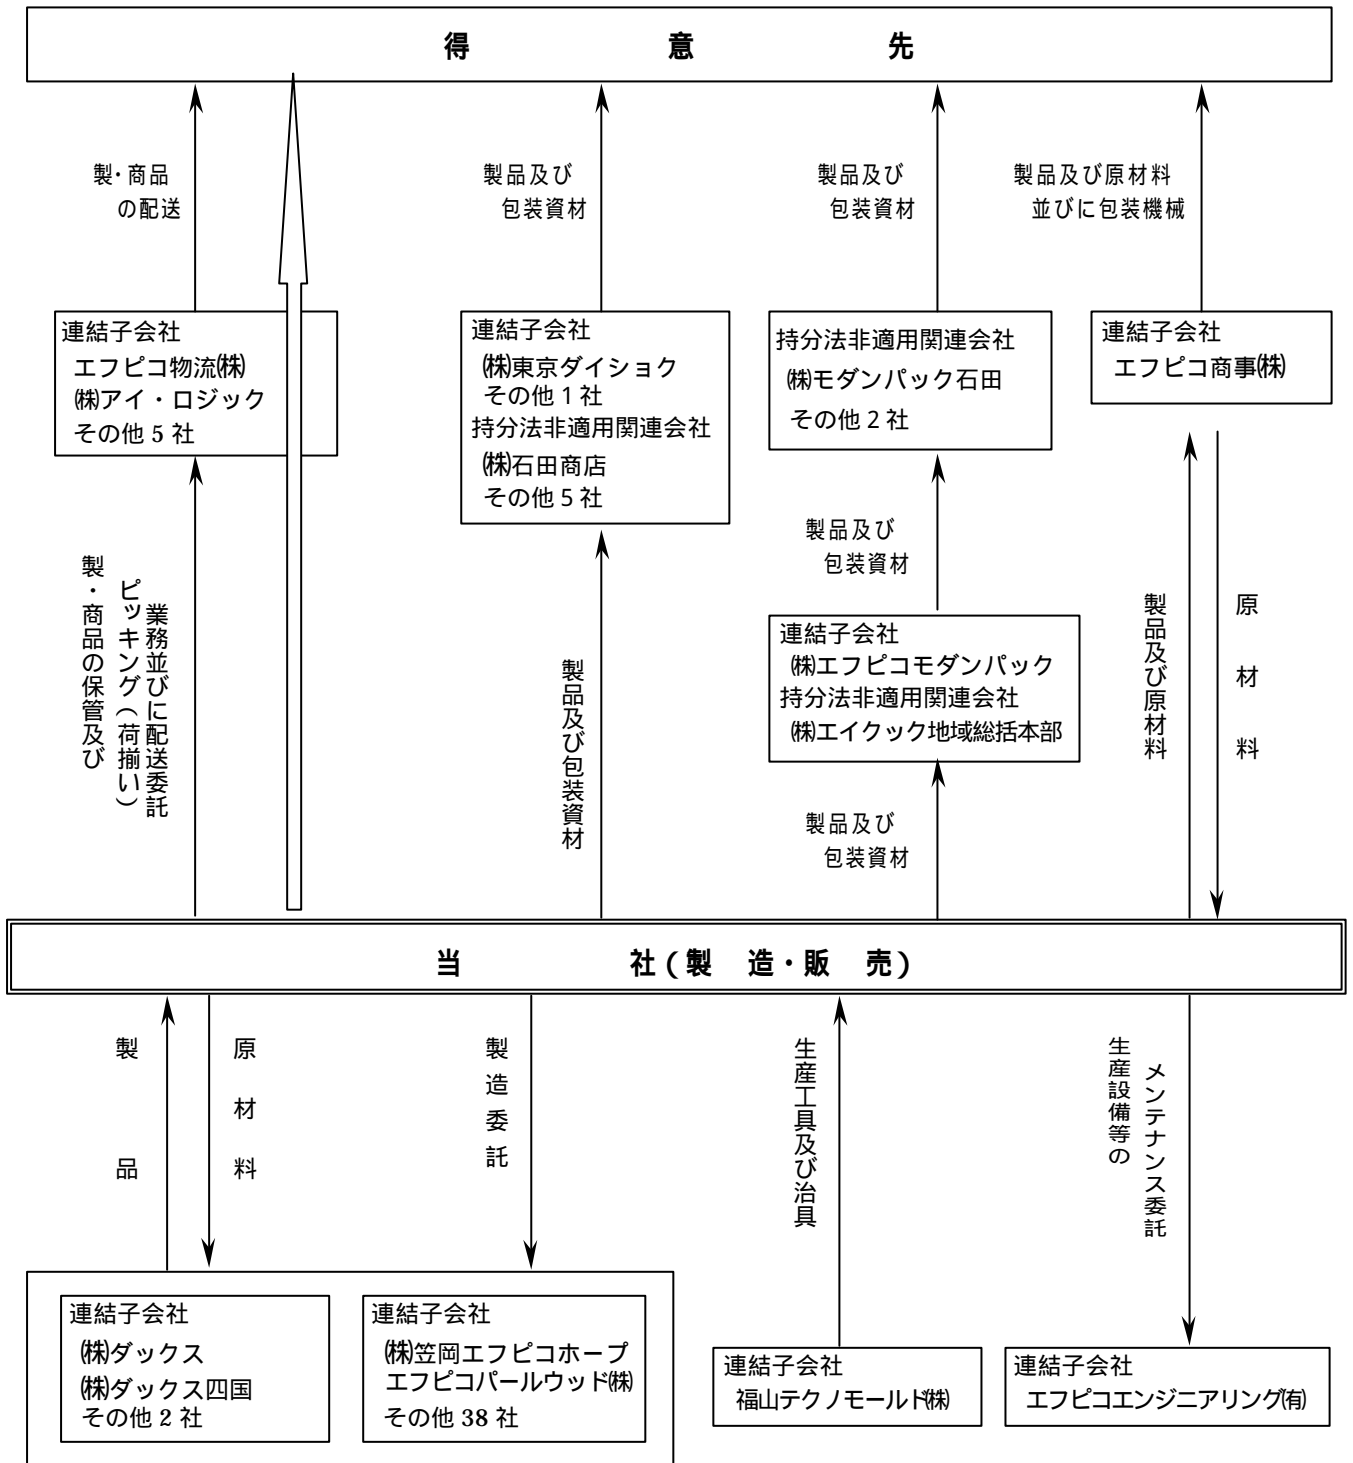 得 意 先
製・商品
の配送
製品及び
包装資材
製品及び
包装資材
製品及び原材料
並びに包装機械
連結子会社
エフピコ物流㈱
㈱アイ・ロジック
その他 5 社
連結子会社
㈱東京ダイショク
その他 1 社
持分法非適用関連会社
㈱石田商店
その他 5 社
持分法非適用関連会社
㈱モダンパック石田
その他 2 社
連結子会社
エフピコ商事㈱
製・商品の保管及び
ピッキング（荷揃い）
業務並びに配送委託
製品及び包装資材
製品及び
包装資材
連結子会社
㈱エフピコモダンパック
持分法非適用関連会社
㈱エイクック地域総括本部
製品及び
包装資材
製品及び原材料
原材料
当 社（製 造・販 売）
製品
原材料
製造委託
生産工具及び治具
生産設備等の
メンテナンス委託
連結子会社
㈱ダックス
㈱ダックス四国
その他 2 社
連結子会社
㈱笠岡エフピコホープ
エフピコパールウッド㈱
その他 38 社
連結子会社
福山テクノモールド㈱
連結子会社
エフピコエンジニアリング㈲